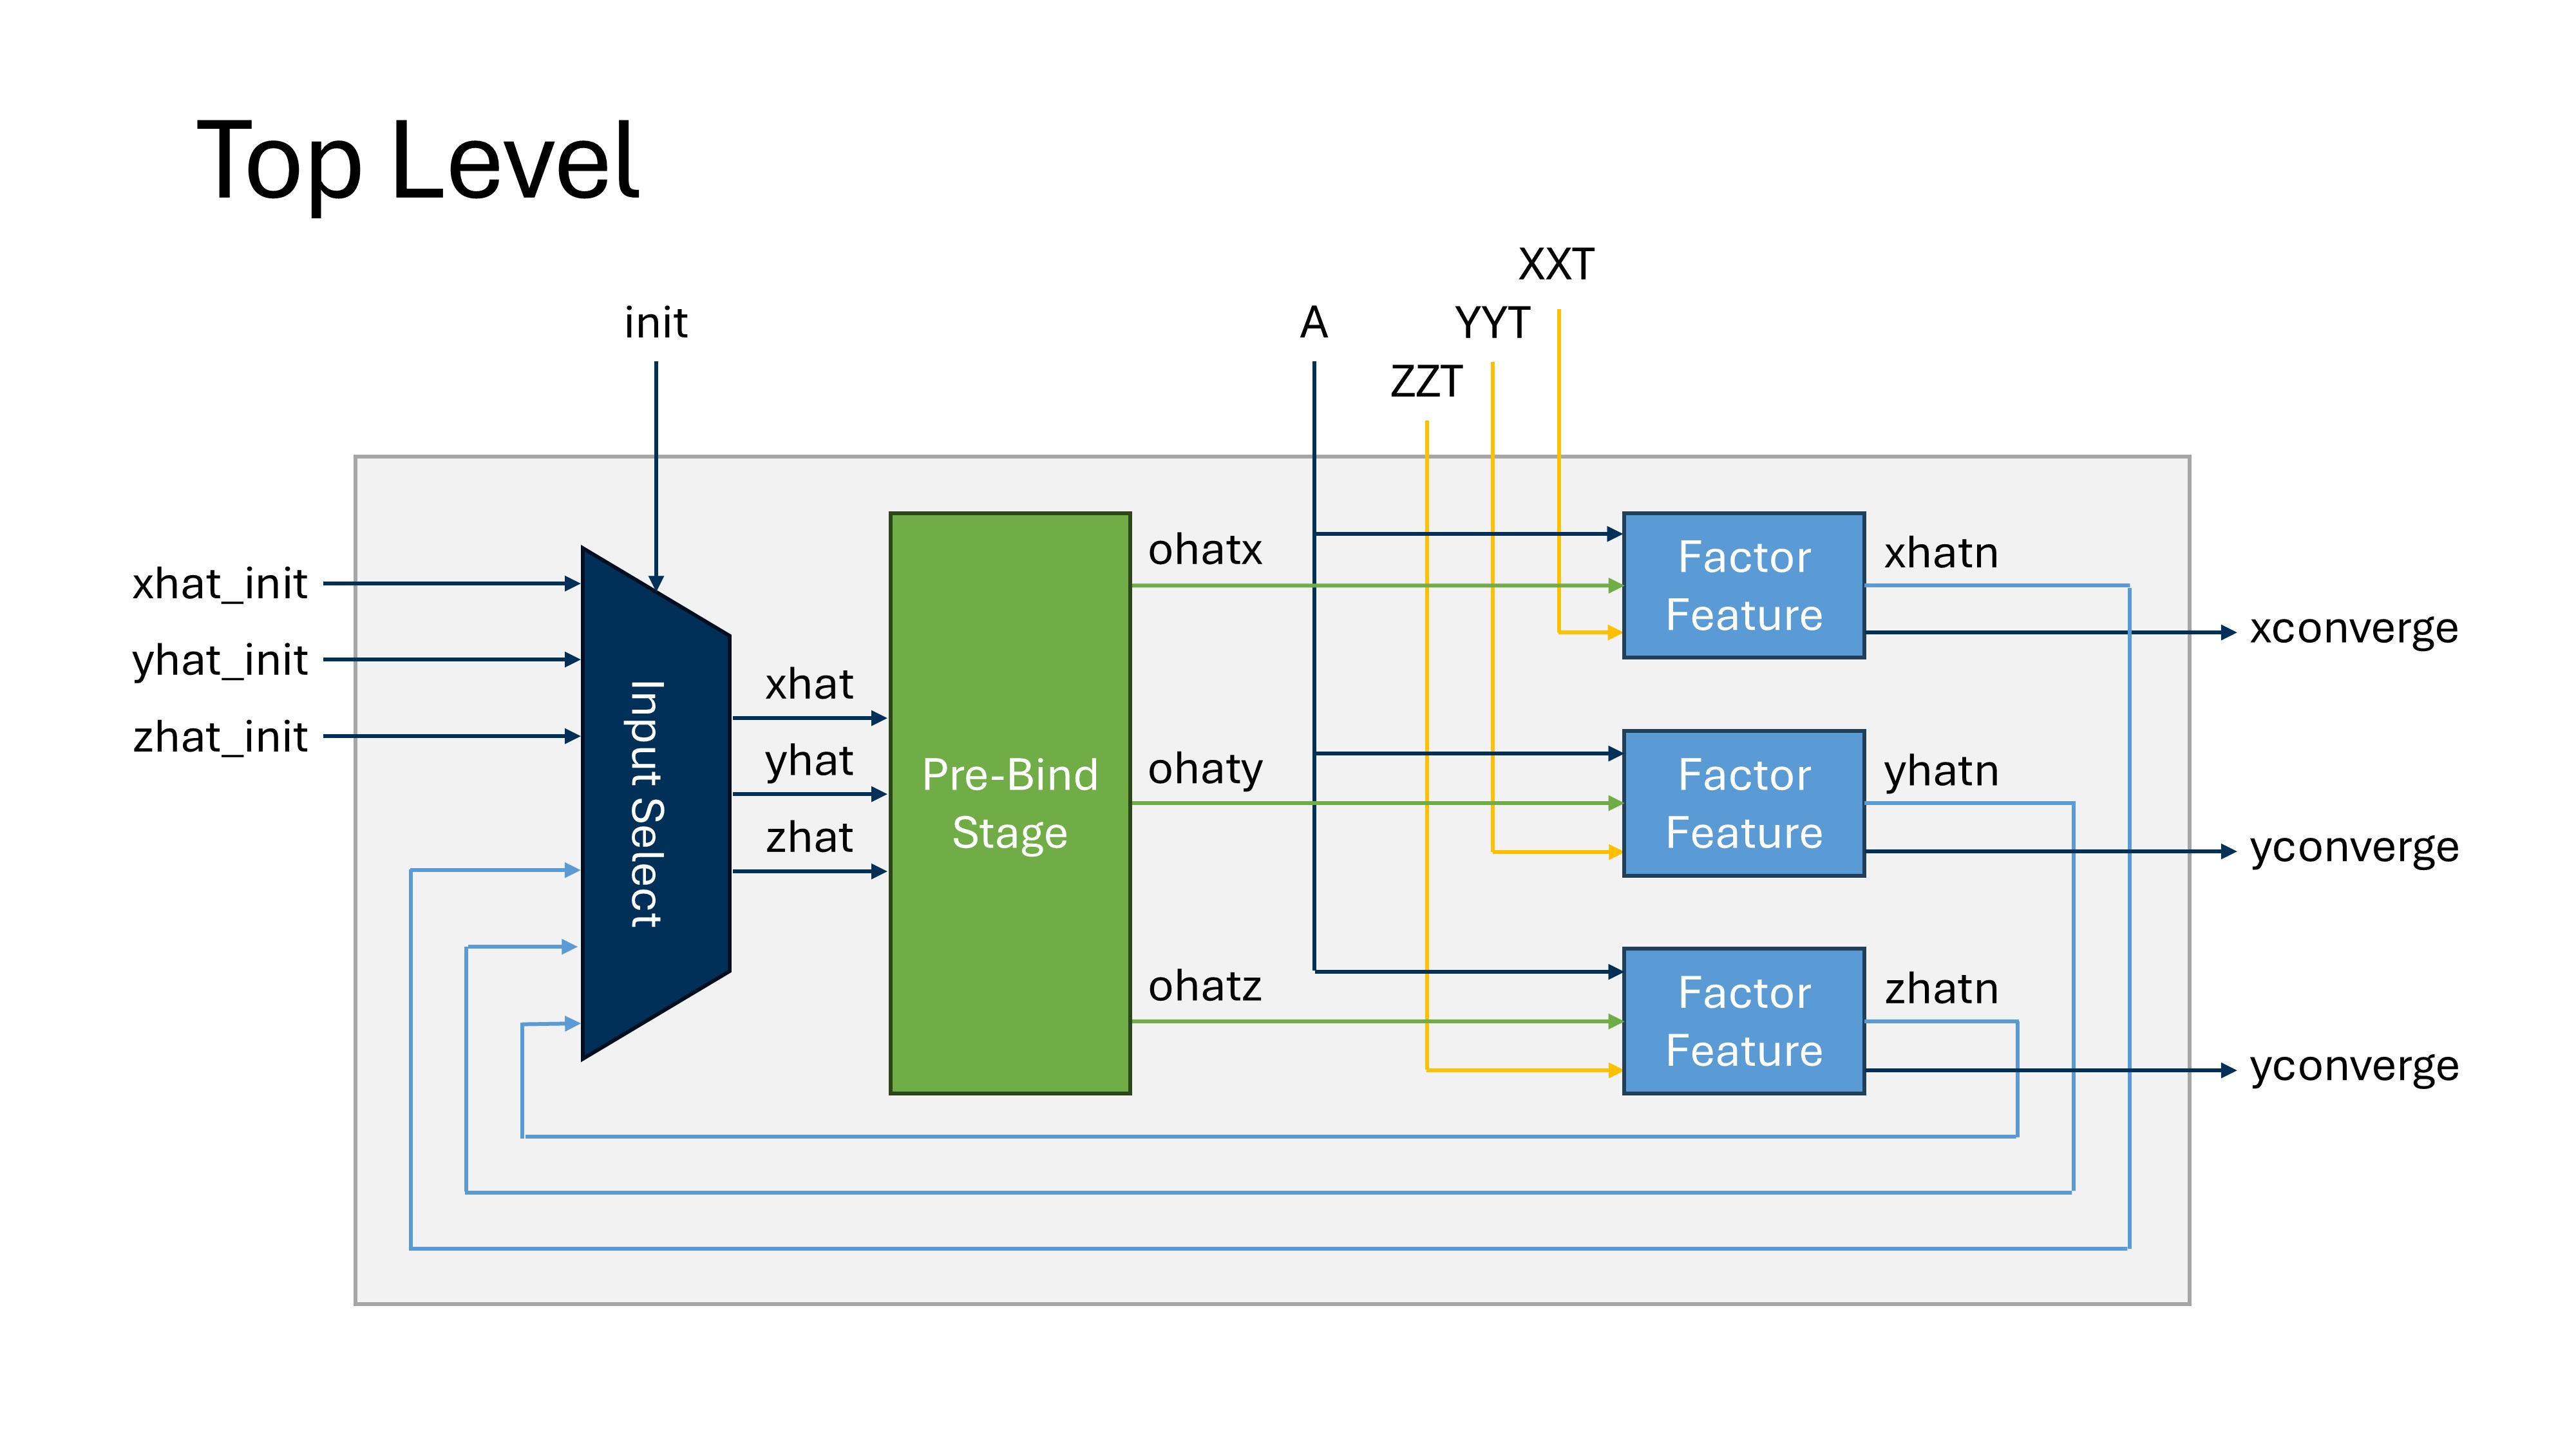 Top Level
XXT
init
A
YYT
ZZT
xhat_init
yhat_init
zhat_init
Input Select
xhat
yhat
zhat
Pre-Bind
Stage
ohatx
ohaty
ohatz
Factor
Feature
xhatn
xconverge
Factor
Feature
yhatn
yconverge
Factor
Feature
zhatn
yconverge